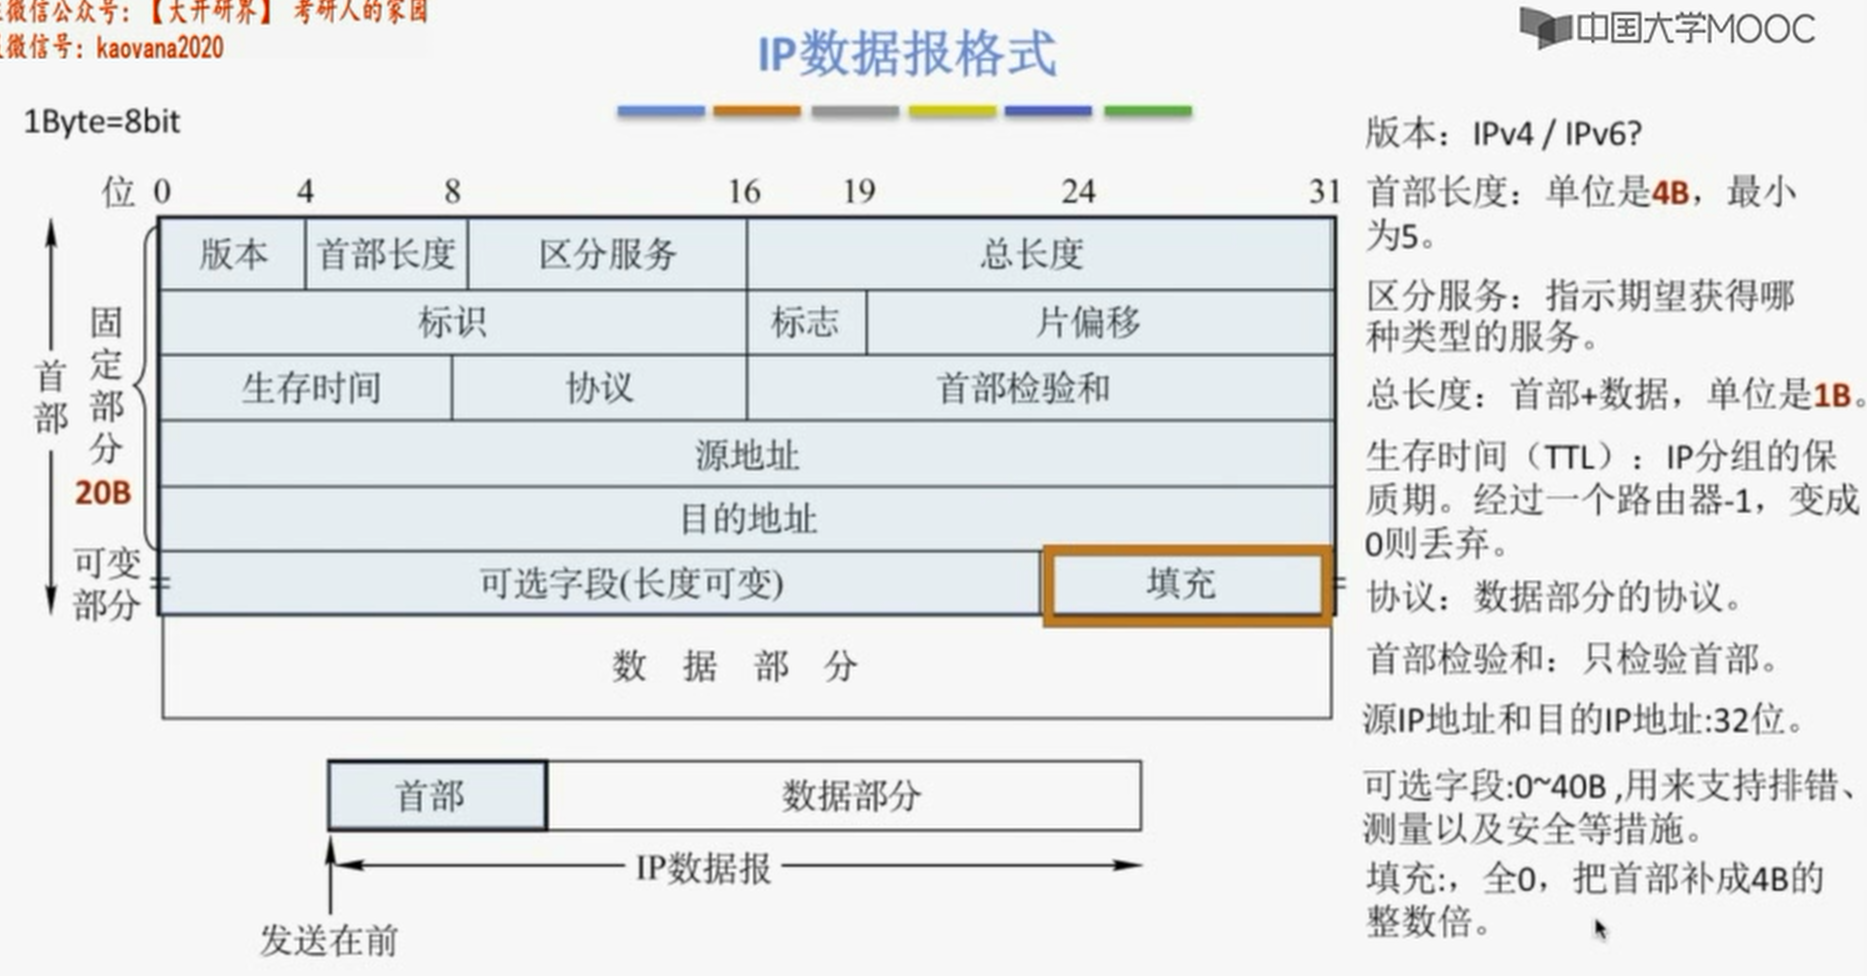 微信公众号：【大开研界】 考研人的家园
微信号：kaovana2020
中国大学MOOC
IP数据报格式
1Byte=8bit
位 0 4 8 16 19 24 31
版本 首部长度 区分服务 总长度
标识 标志 片偏移
生存时间 协议 首部检验和
源地址
目的地址
可选字段(长度可变) 填充
数 据 部 分
首部
固定部分
20B
可变
部分
首部 数据部分
IP数据报
发送在前
版本：IPv4 / IPv6?
首部长度：单位是4B，最小
为5。
区分服务：指示期望获得哪
种类型的服务。
总长度：首部+数据，单位是1B。
生存时间（TTL）：IP分组的保
质期。经过一个路由器-1，变成
0则丢弃。
协议：数据部分的协议。
首部检验和：只检验首部。
源IP地址和目的IP地址:32位。
可选字段:0~40B ,用来支持排错、
测量以及安全等措施。
填充:，全0，把首部补成4B的
整数倍。